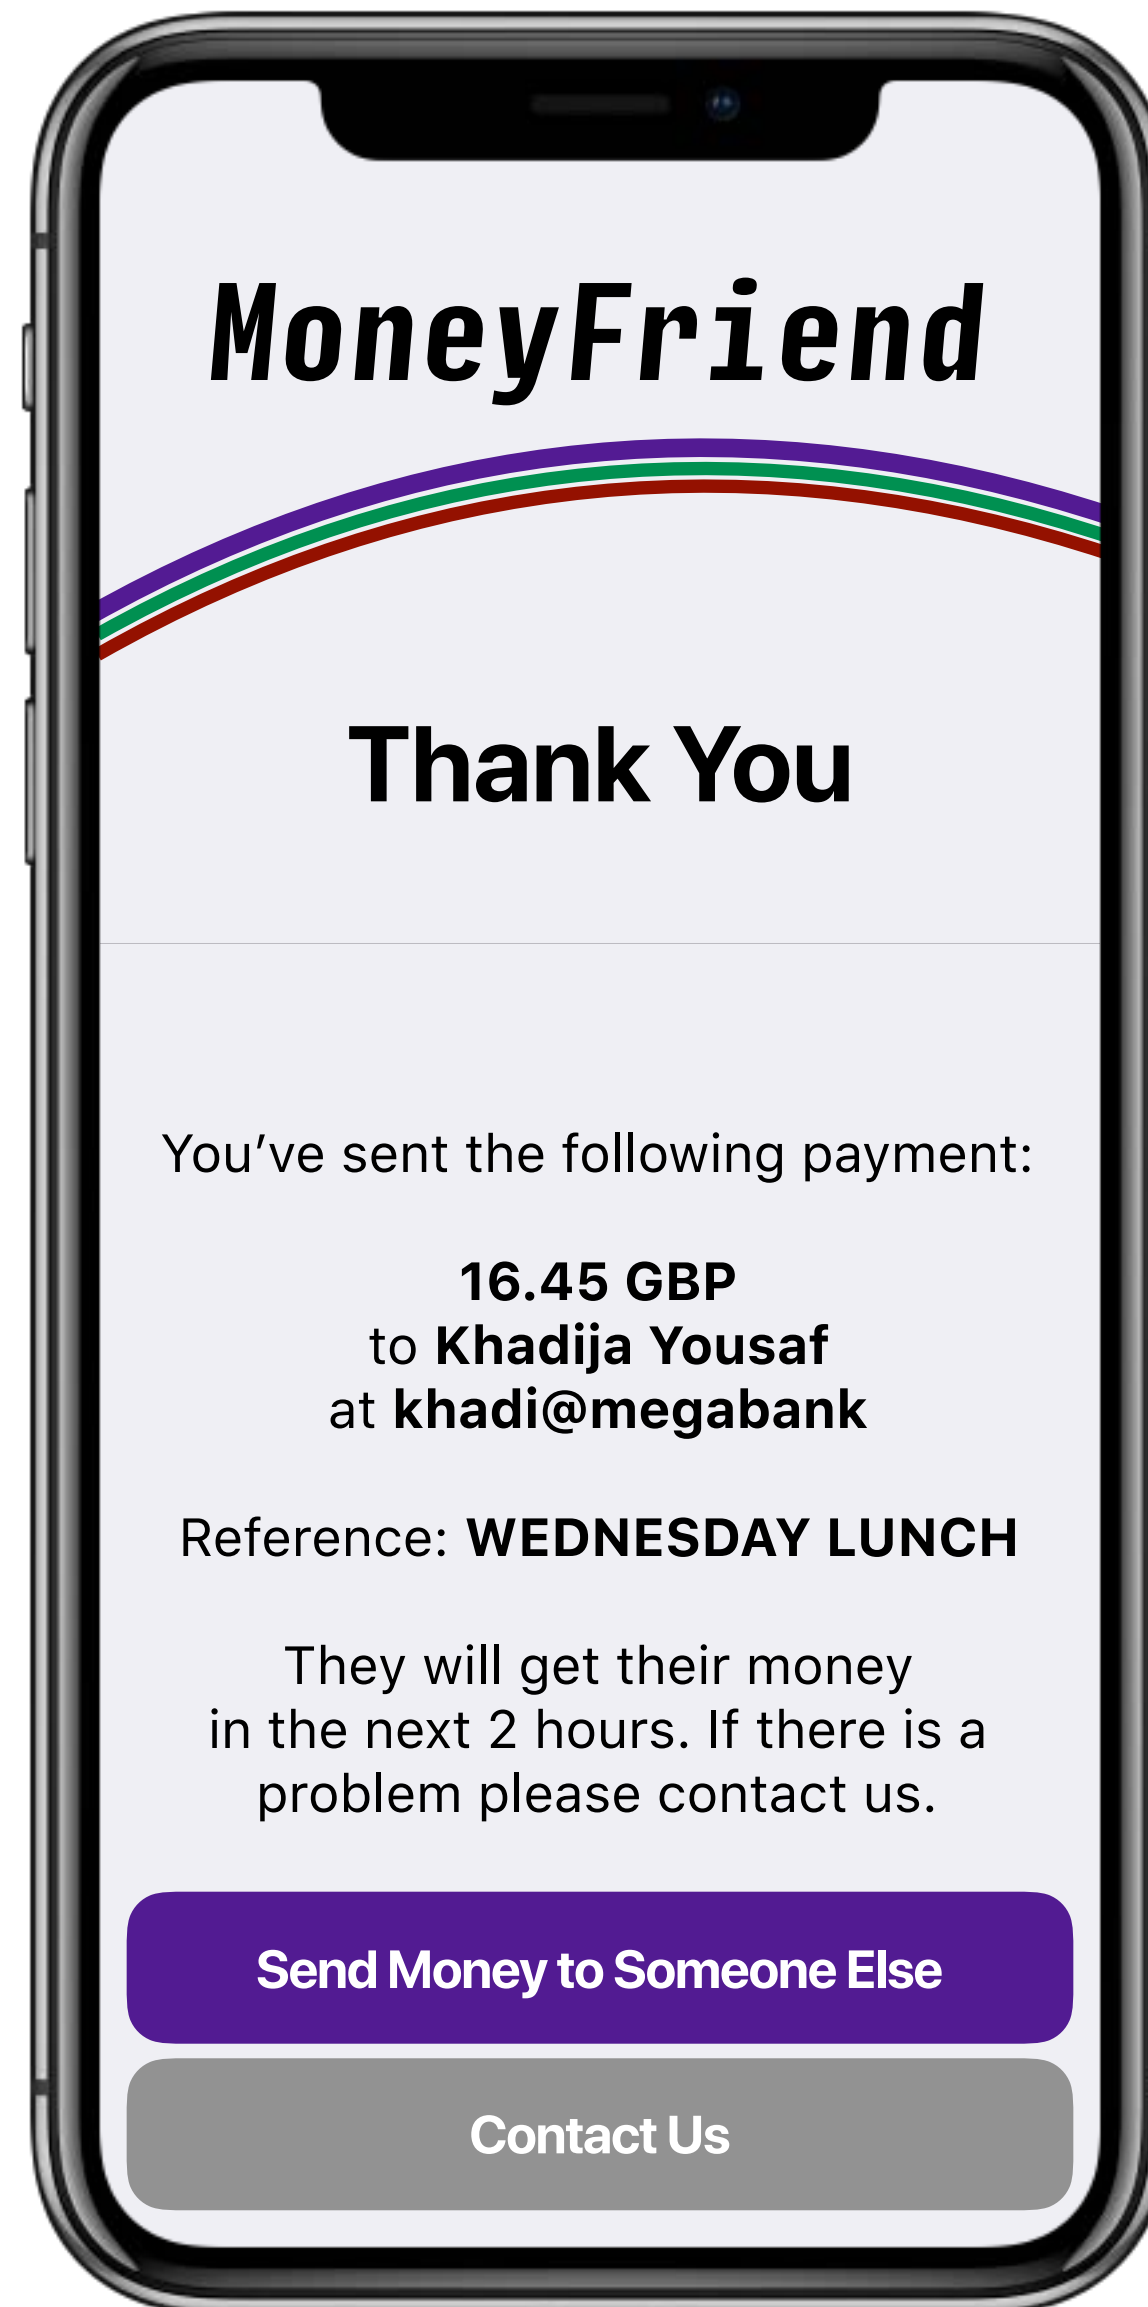 MoneyFriend
Thank You
You’ve sent the following payment:
16.45 GBP
to Khadija Yousaf
at khadi@megabank
Reference: WEDNESDAY LUNCH
They will get their money
in the next 2 hours. If there is a
problem please contact us.
Send Money to Someone Else
Contact Us